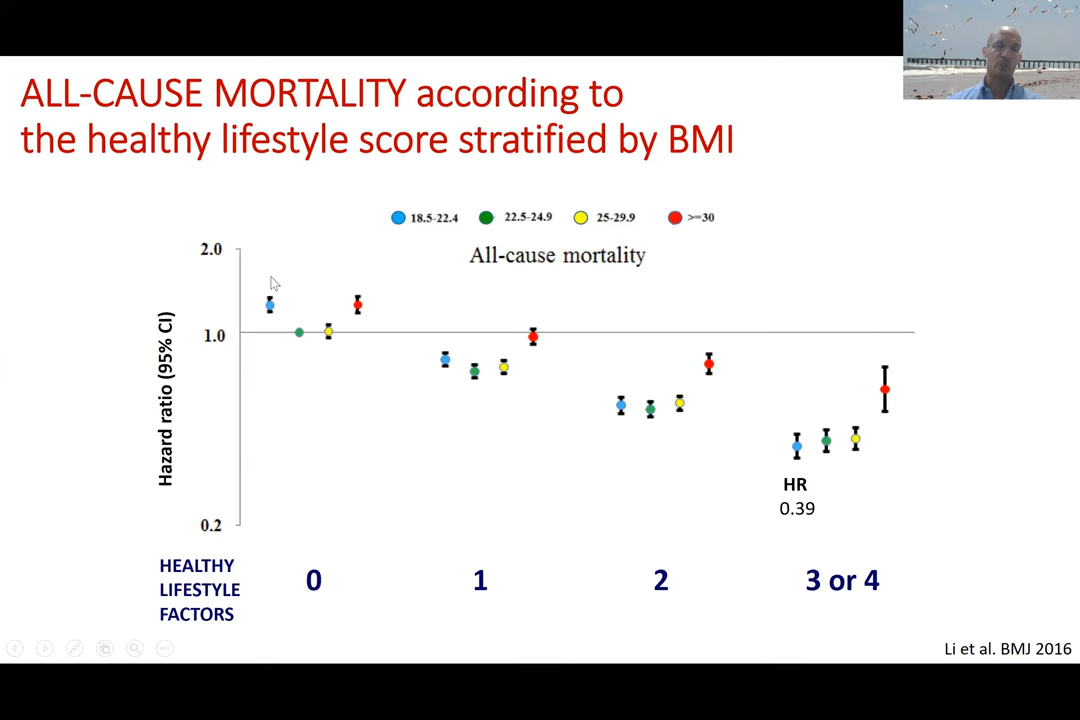 ALL-CAUSE MORTALITY according to
the healthy lifestyle score stratified by BMI
18.5-22.4 22.5-24.9 25-29.9 >=30
All-cause mortality
Hazard ratio (95% CI)
2.0
1.0
0.2
HR
0.39
HEALTHY
LIFESTYLE
FACTORS
0 1 2 3 or 4
Li et al. BMJ 2016